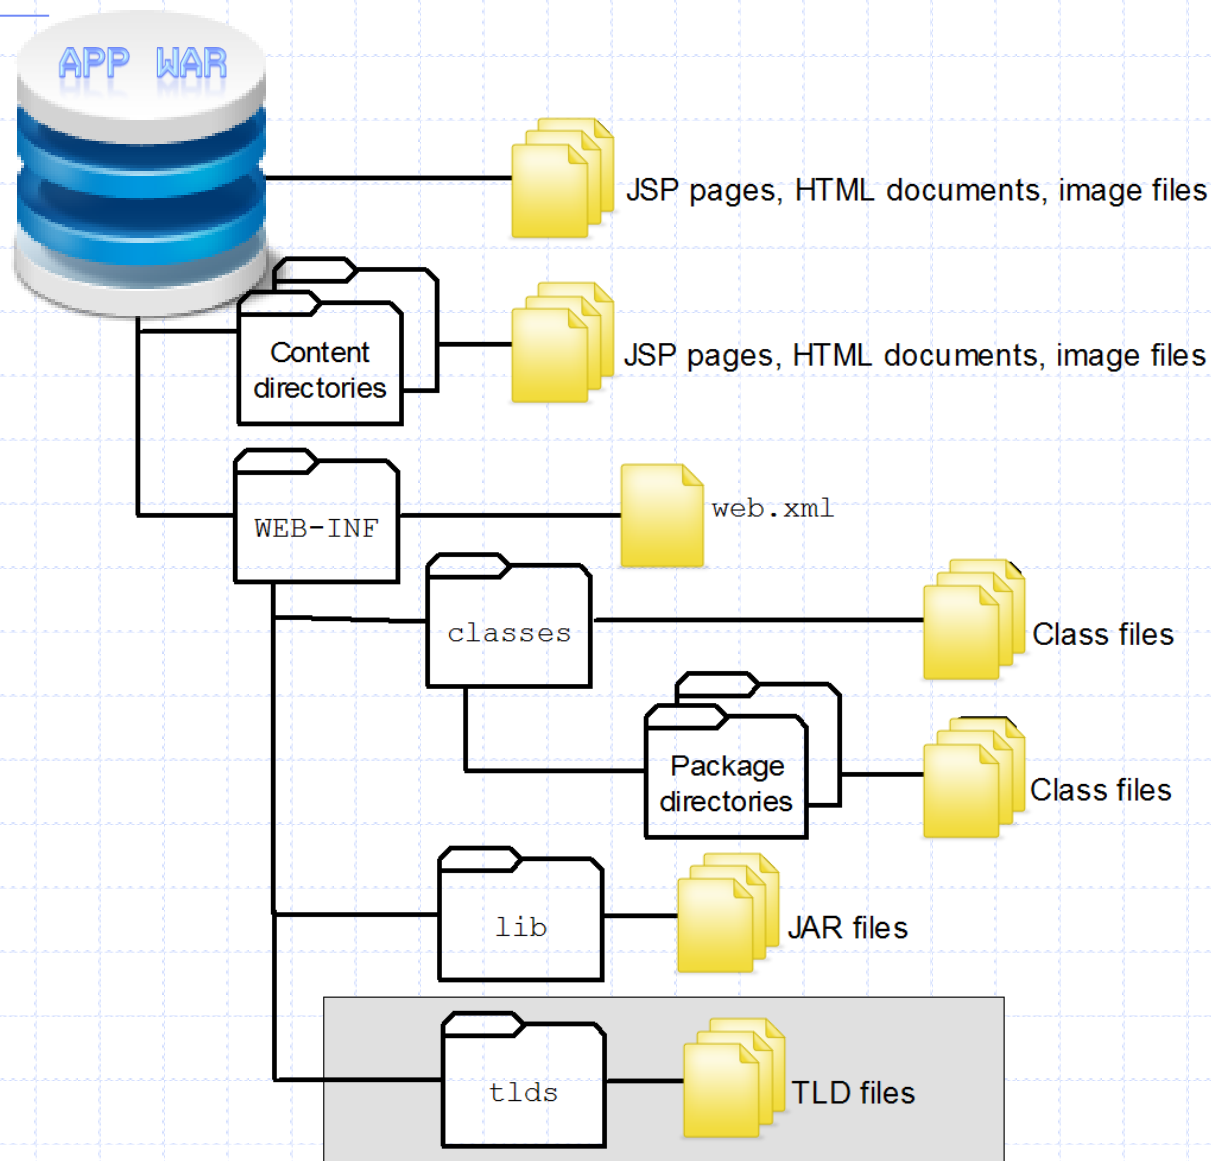 APP WAR
JSP pages, HTML documents, image files
Content
directories
JSP pages, HTML documents, image files
WEB-INF
web.xml
classes
Class files
Package
directories
Class files
lib
JAR files
tlds
TLD files